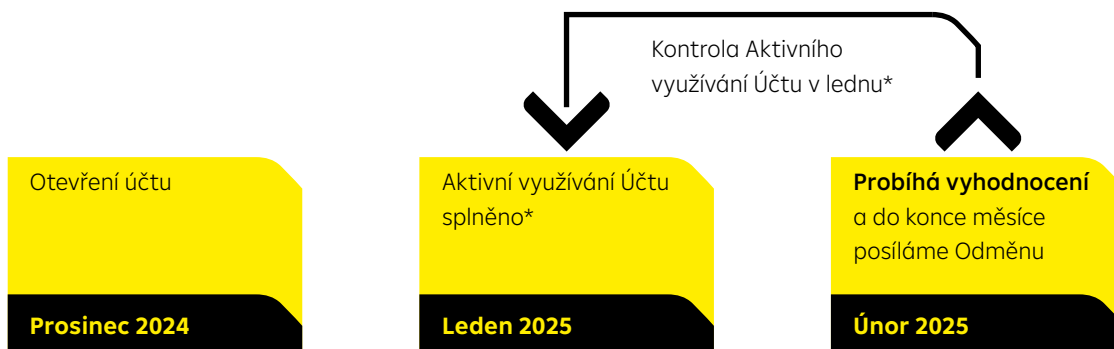 Kontrola Aktivního
využívání Účtu v lednu*
Otevření účtu
Prosinec 2024
Aktivní využívání Účtu
splněno*
Leden 2025
Probíhá vyhodnocení
a do konce měsíce
posíláme Odměnu
Únor 2025